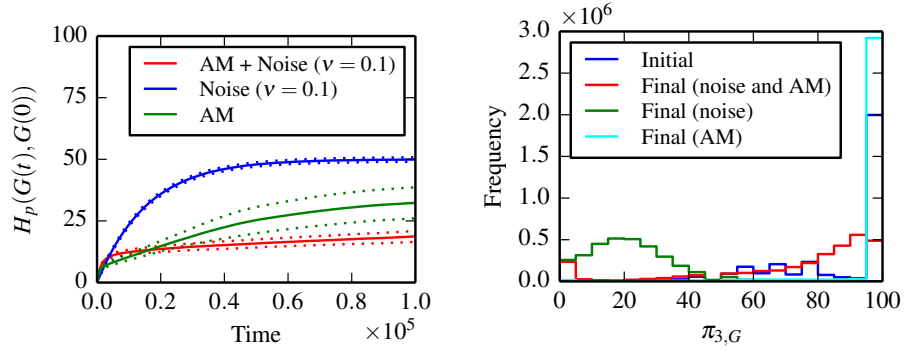 100
75
50
25
0
H_p(G(t), G(0))
AM + Noise (ν = 0.1)
Noise (ν = 0.1)
AM
0.0 0.2 0.4 0.6 0.8 1.0
Time
×10^5
×10^6
3.0
2.5
2.0
1.5
1.0
0.5
0.0
Frequency
Initial
Final (noise and AM)
Final (noise)
Final (AM)
0 20 40 60 80 100
π_{3,G}